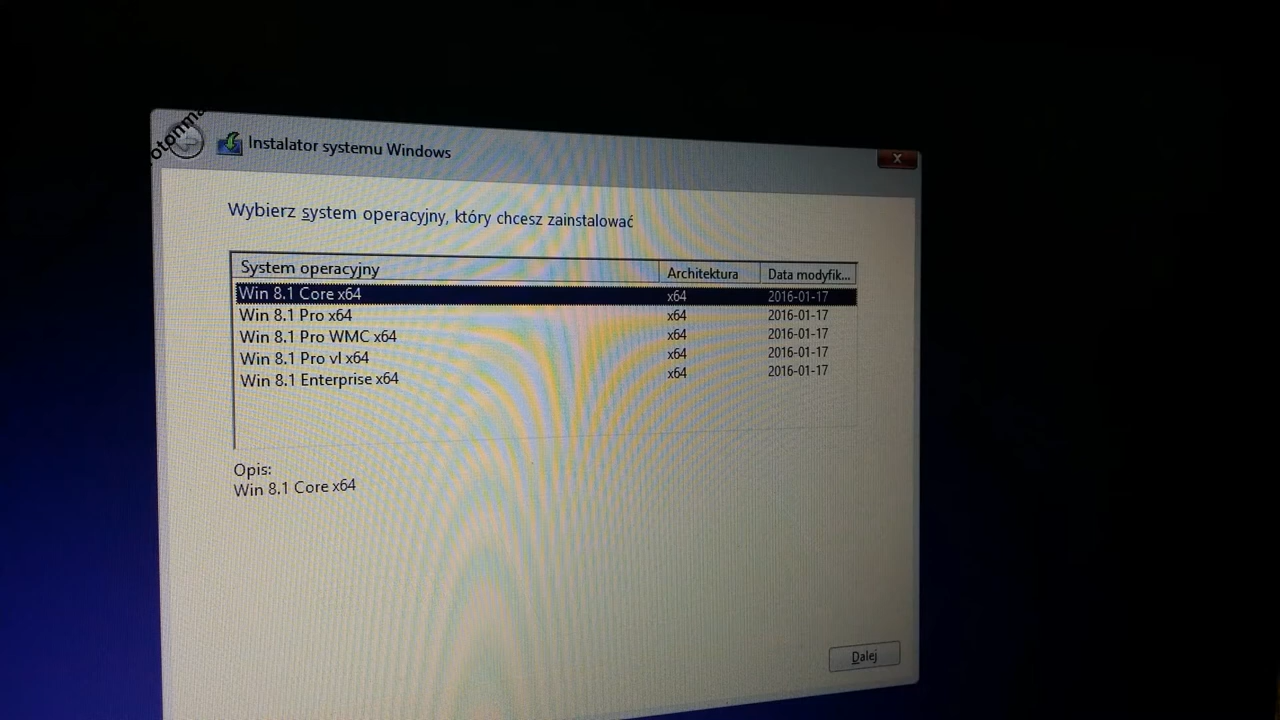 otonma
Instalator systemu Windows
Wybierz system operacyjny, który chcesz zainstalować
System operacyjny Architektura Data modyfik...
Win 8.1 Core x64 x64 2016-01-17
Win 8.1 Pro x64 x64 2016-01-17
Win 8.1 Pro WMC x64 x64 2016-01-17
Win 8.1 Pro vl x64 x64 2016-01-17
Win 8.1 Enterprise x64 x64 2016-01-17
Opis:
Win 8.1 Core x64
Dalej